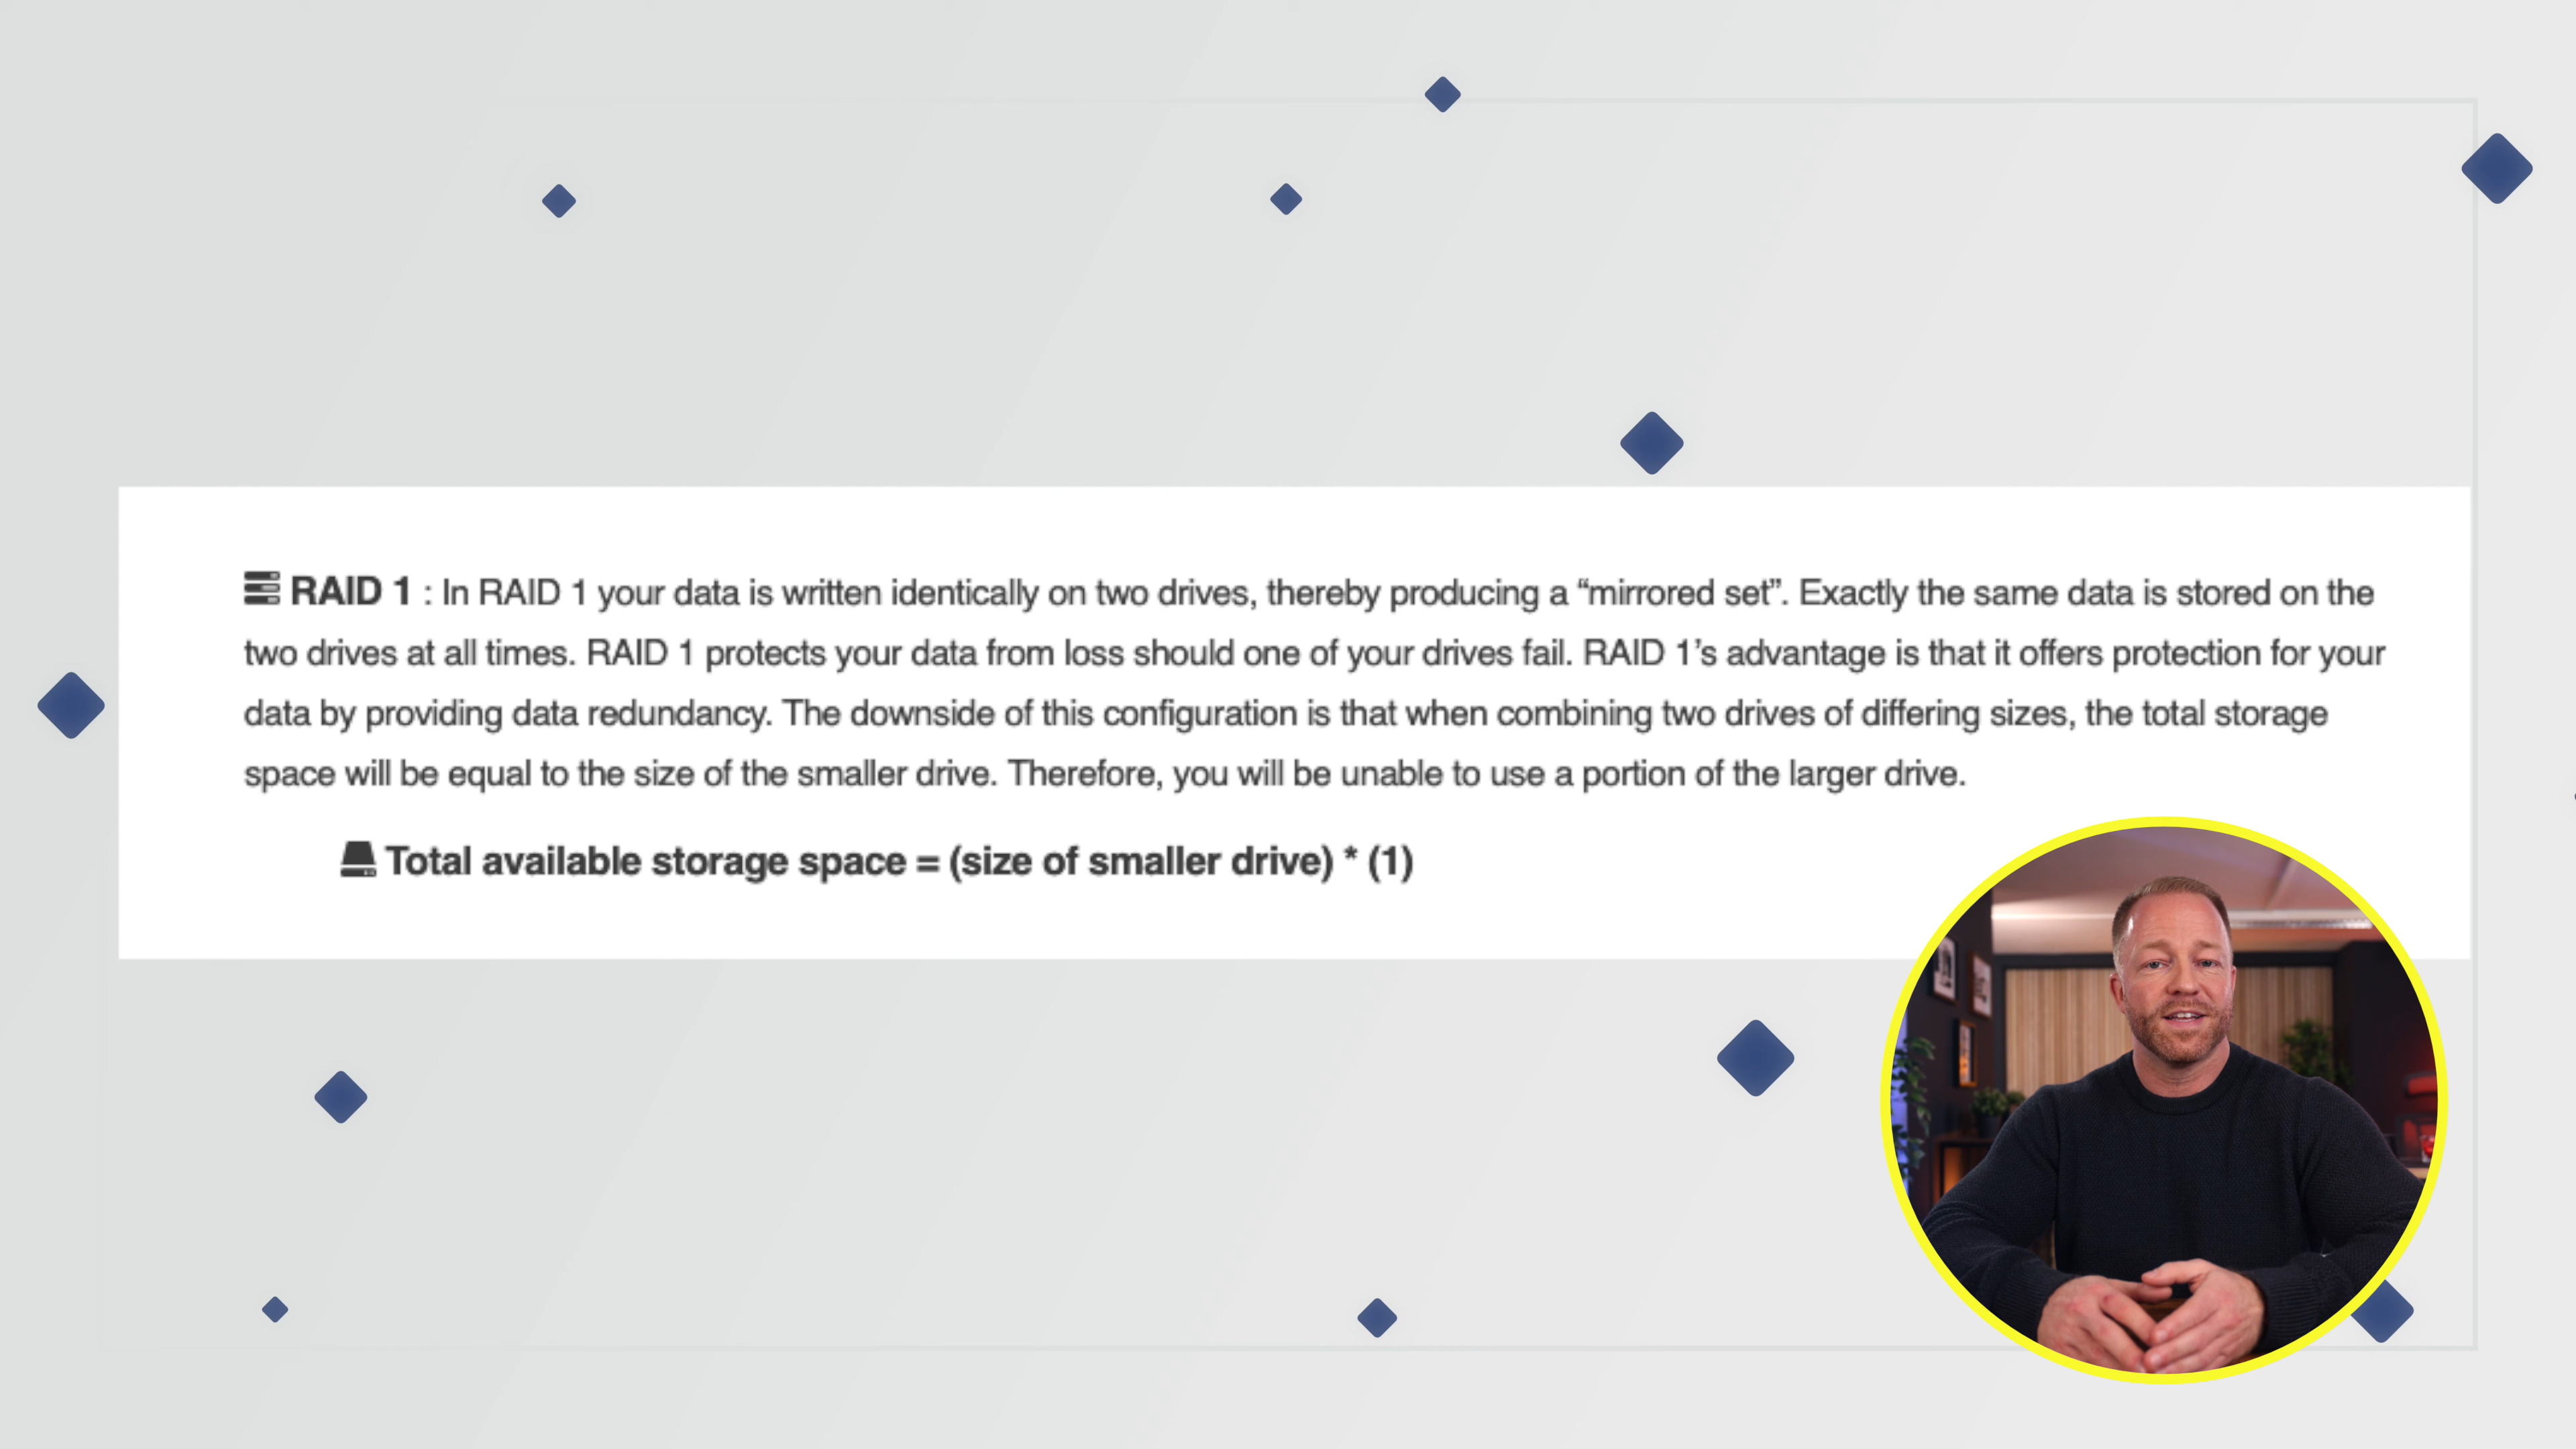 RAID 1 : In RAID 1 your data is written identically on two drives, thereby producing a “mirrored set”. Exactly the same data is stored on the
two drives at all times. RAID 1 protects your data from loss should one of your drives fail. RAID 1’s advantage is that it offers protection for your
data by providing data redundancy. The downside of this configuration is that when combining two drives of differing sizes, the total storage
space will be equal to the size of the smaller drive. Therefore, you will be unable to use a portion of the larger drive.
Total available storage space = (size of smaller drive) * (1)